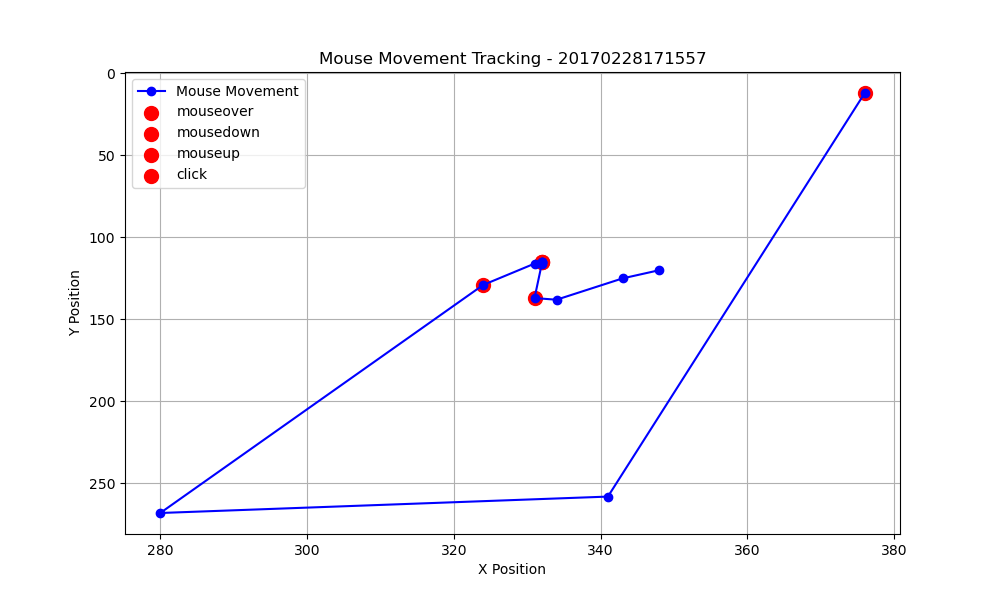 Mouse Movement Tracking - 20170228171557
Mouse Movement
mouseover
mousedown
mouseup
click
0
50
100
150
200
250
Y Position
280 300 320 340 360 380
X Position